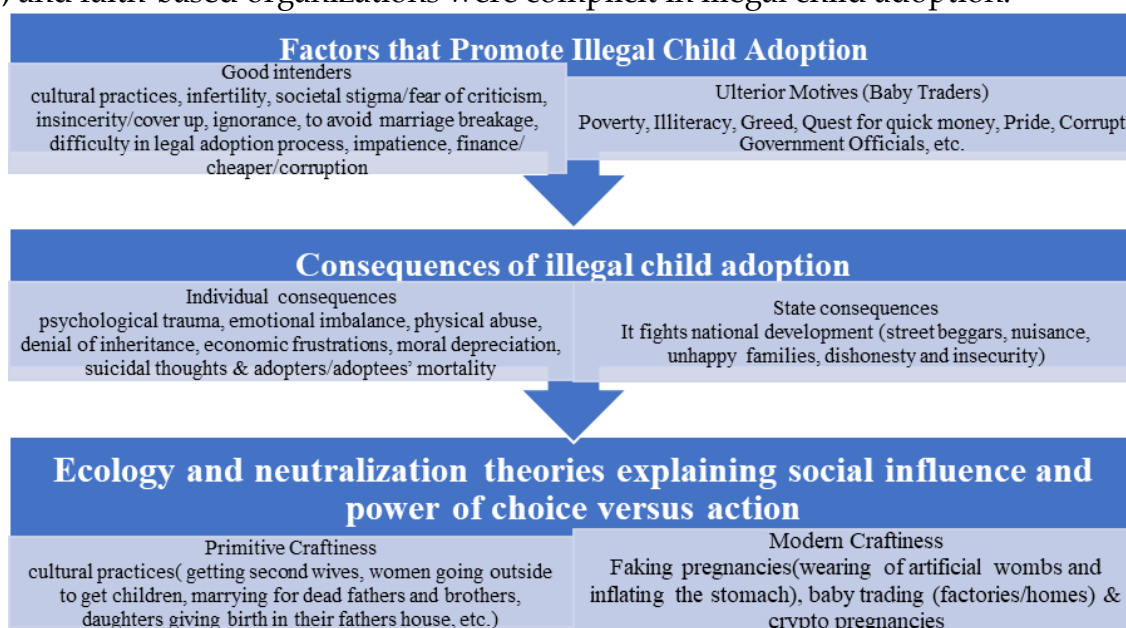 and faith-based organizations were complicit in illegal child adoption.
Factors that Promote Illegal Child Adoption
Good intenders
cultural practices, infertility, societal stigma/fear of criticism,
insincerity/cover up, ignorance, to avoid marriage breakage,
difficulty in legal adoption process, impatience, finance/
cheaper/corruption
Ulterior Motives (Baby Traders)
Poverty, Illiteracy, Greed, Quest for quick money, Pride, Corrupt
Government Officials, etc.
Consequences of illegal child adoption
Individual consequences
psychological trauma, emotional imbalance, physical abuse,
denial of inheritance, economic frustrations, moral depreciation,
suicidal thoughts & adopters/adoptees’ mortality
State consequences
It fights national development (street beggars, nuisance,
unhappy families, dishonesty and insecurity)
Ecology and neutralization theories explaining social influence and
power of choice versus action
Primitive Craftiness
cultural practices( getting second wives, women going outside
to get children, marrying for dead fathers and brothers,
daughters giving birth in their fathers house, etc.)
Modern Craftiness
Faking pregnancies(wearing of artificial wombs and
inflating the stomach), baby trading (factories/homes) &
crypto pregnancies